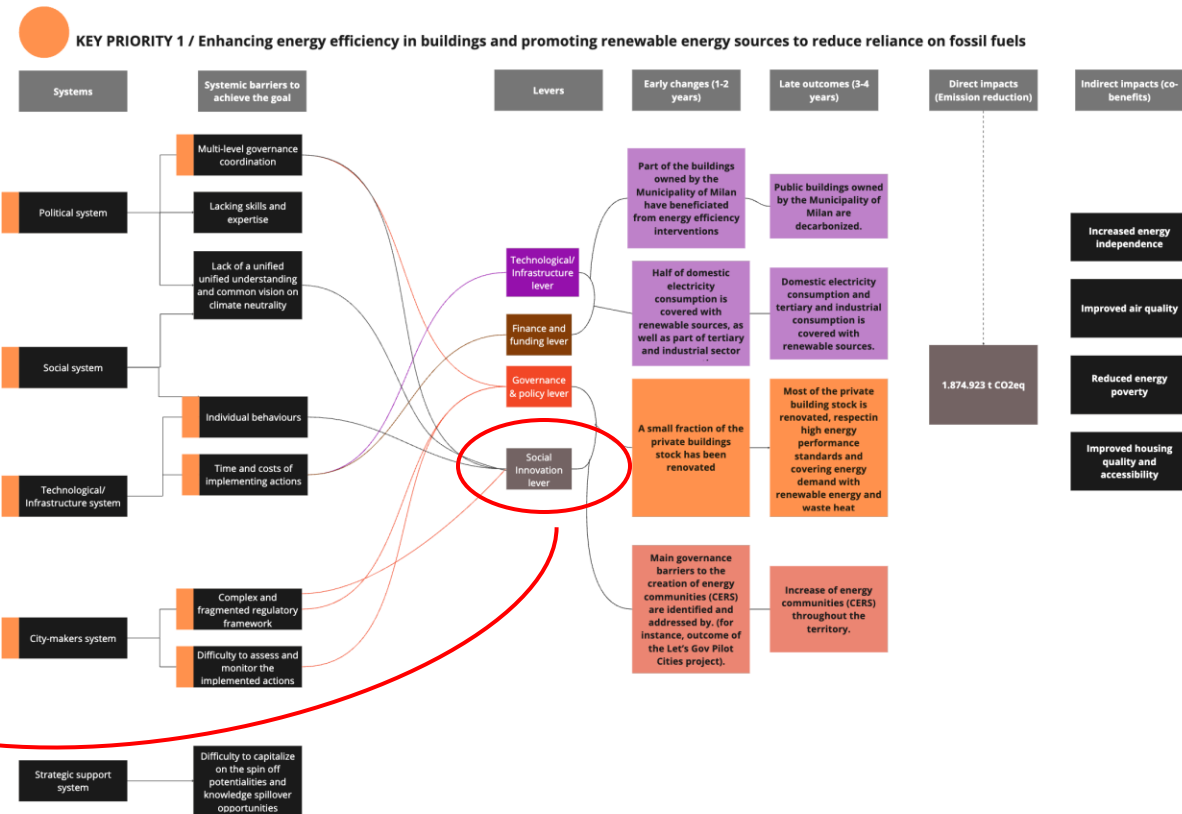 KEY PRIORITY 1 / Enhancing energy efficiency in buildings and promoting renewable energy sources to reduce reliance on fossil fuels
Systems
Systemic barriers to
achieve the goal
Levers
Early changes (1-2
years)
Late outcomes (3-4
years)
Direct impacts
(Emission reduction)
Indirect impacts (co-
benefits)
Political system
Social system
Technological/
Infrastructure system
City-makers system
Strategic support
system
Multi-level governance
coordination
Lacking skills and
expertise
Lack of a unified
unified understanding
and common vision on
climate neutrality
Individual behaviours
Time and costs of
implementing actions
Complex and
fragmented regulatory
framework
Difficulty to assess and
monitor the
implemented actions
Difficulty to capitalize
on the spin off
potentialities and
knowledge spillover
opportunities
Technological/
Infrastructure
lever
Finance and
funding lever
Governance
& policy lever
Social
Innovation
lever
Part of the buildings
owned by the
Municipality of Milan
have beneficiated
from energy efficiency
interventions
Half of domestic
electricity
consumption is
covered with
renewable sources, as
well as part of tertiary
and industrial sector
A small fraction of the
private buildings
stock has been
renovated
Main governance
barriers to the
creation of energy
communities (CERS)
are identified and
addressed by. (for
instance, outcome of
the Let's Gov Pilot
Cities project).
Public buildings owned
by the Municipality of
Milan are
decarbonized.
Domestic electricity
consumption and
tertiary and industrial
consumption is
covered with
renewable sources.
Most of the private
building stock is
renovated, respectin
high energy
performance
standards and
covering energy
demand with
renewable energy and
waste heat
Increase of energy
communities (CERS)
throughout the
territory.
1.874.923 t CO2eq
Increased energy
independence
Improved air quality
Reduced energy
poverty
Improved housing
quality and
accessibility